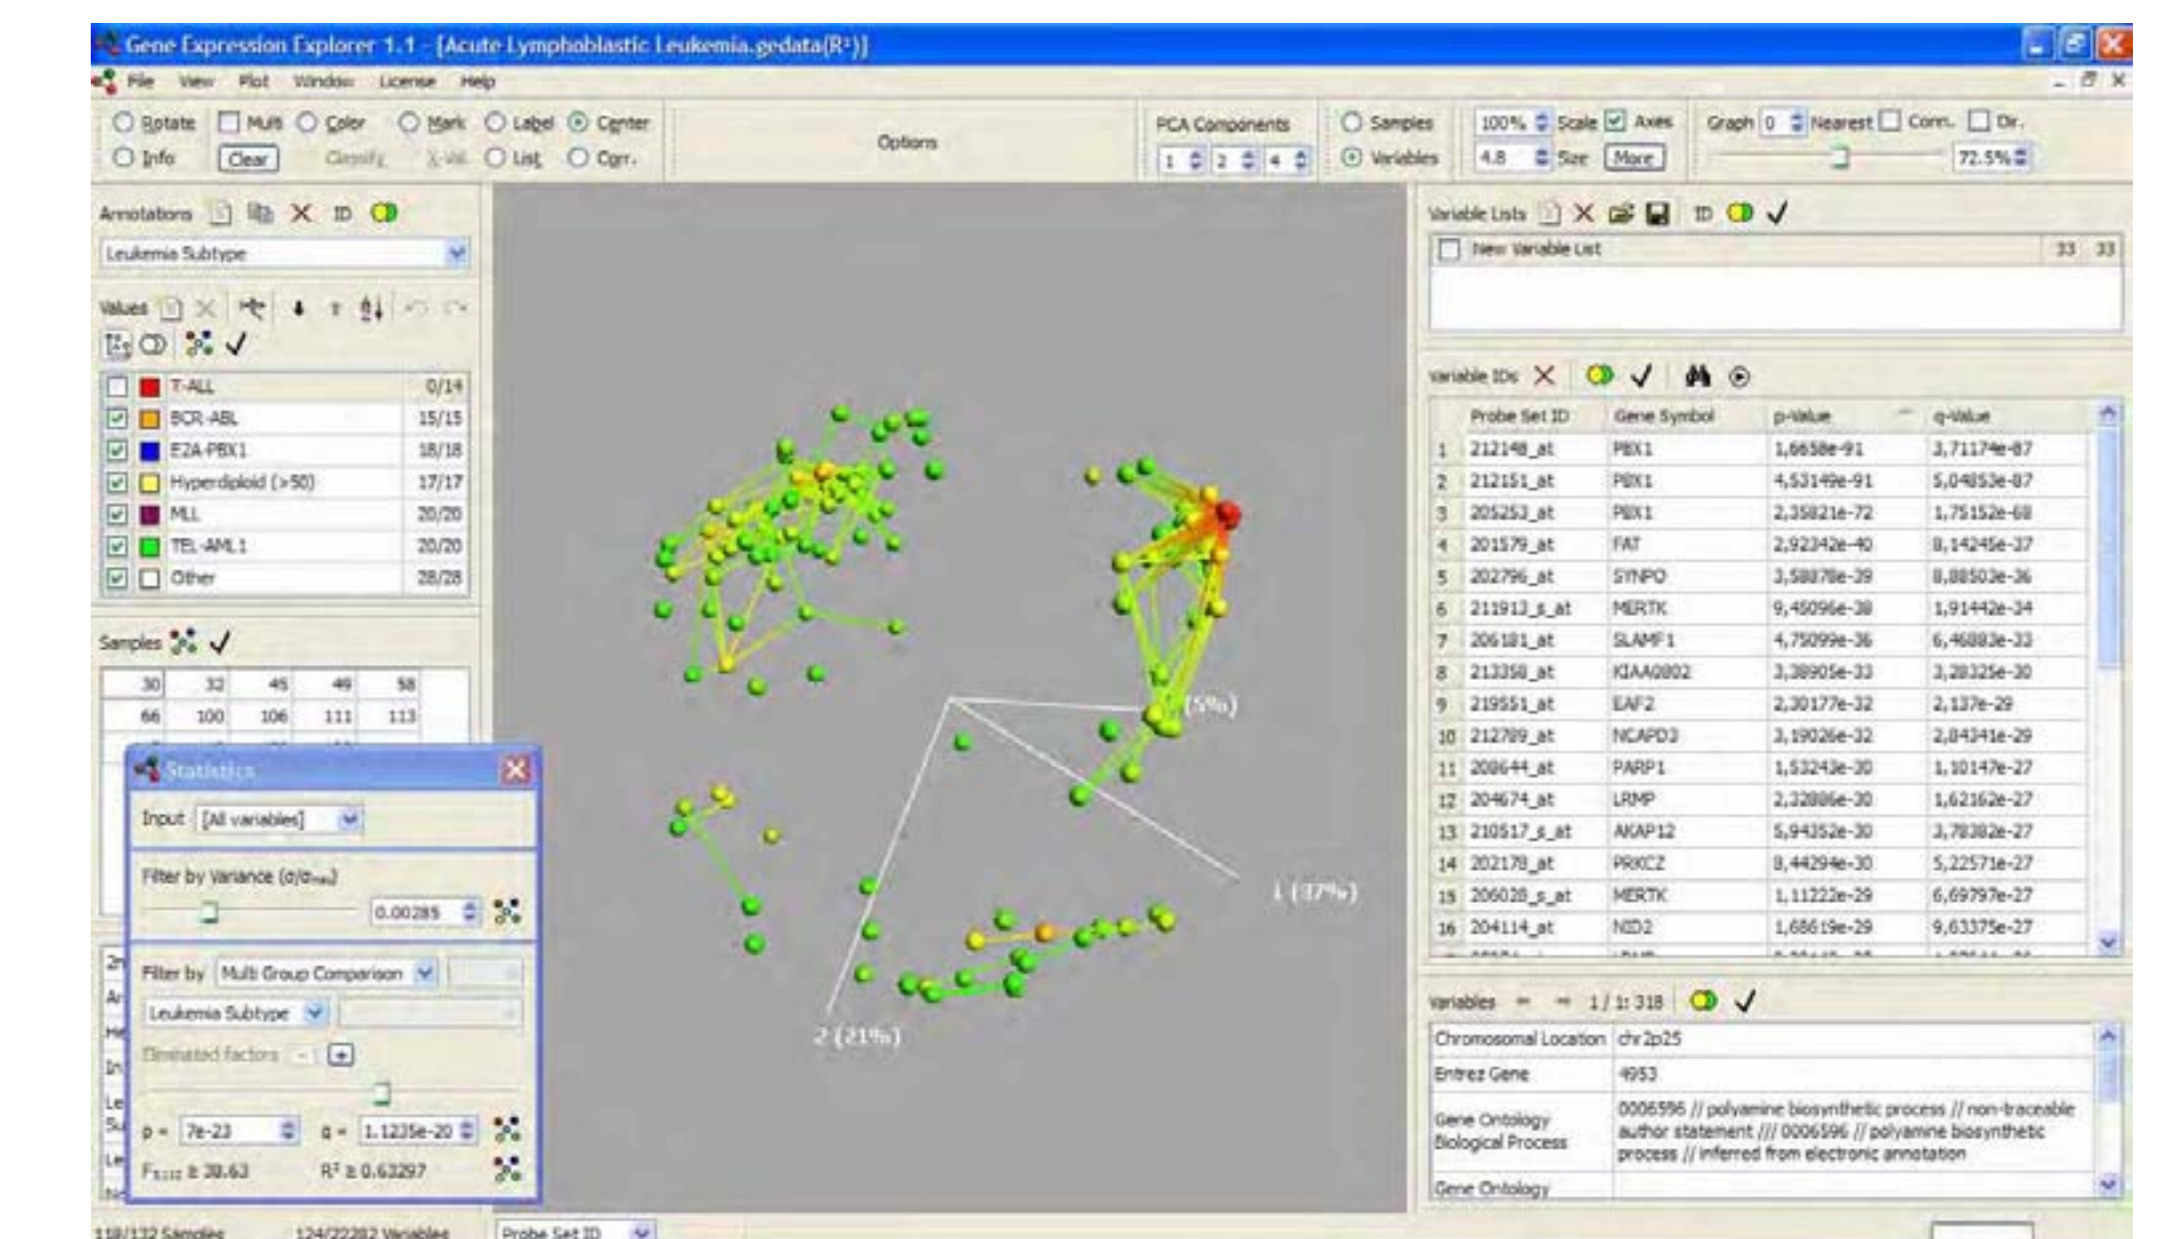 Gene Expression Explorer 1.1 - [Acute Lymphoblastic Leukemia.gedata(R²)]
File View Plot Window License Help
Rotate Multi Color Mark Label Center
Info Clear Classify X-Val. List Corr.
Options
PCA Components
1 2 4
Samples
Variables
100% Scale Axes
4.8 Size More
Graph 0 Nearest Conn. Dir.
72.5%
Annotations ID
Leukemia Subtype
Values
T-ALL 0/14
BCR-ABL 15/15
E2A-PBX1 18/18
Hyperdiploid (>50) 17/17
MLL 20/20
TEL-AML1 20/20
Other 28/28
Samples
30 32 45 49 58
66 100 106 111 113
Statistics
Input [All variables]
Filter by Variance
0.00285
Filter by Multi Group Comparison
Leukemia Subtype
Eliminated factors - +
p = 7e-23 q = 1.1235e-20
≥ 38.63 R² ≥ 0.63297
118/132 Samples 124/22282 Variables
(5%)
1 (37%)
2 (21%)
Probe Set ID
Variable Lists ID
New Variable List 33 33
Variable IDs
Probe Set ID Gene Symbol p-Value q-Value
1 212148_at PBX1 1,6658e-91 3,71174e-87
2 212151_at PBX1 4,53149e-91 5,04853e-87
3 205253_at PBX1 2,35821e-72 1,75152e-68
4 201579_at FAT 2,92342e-40 8,14245e-37
5 202796_at SYNPO 3,58878e-39 8,88503e-36
6 211913_s_at MERTK 9,45096e-38 1,91442e-34
7 206181_at SLAMF1 4,75099e-36 6,46883e-33
8 213358_at KIAA0802 3,38905e-33 3,28325e-30
9 219551_at EAF2 2,30177e-32 2,137e-29
10 212789_at NCAPD3 3,19026e-32 2,84341e-29
11 208644_at PARP1 1,53243e-30 1,10147e-27
12 204674_at LRMP 2,32886e-30 1,62162e-27
13 210517_s_at AKAP12 5,94352e-30 3,78382e-27
14 202178_at PRKCZ 8,44294e-30 5,22571e-27
15 206028_s_at MERTK 1,11222e-29 6,69797e-27
16 204114_at NID2 1,68619e-29 9,63375e-27
Variables 1 / 1: 318
Chromosomal Location chr2p25
Entrez Gene 4953
Gene Ontology Biological Process
0006596 // polyamine biosynthetic process // non-traceable
author statement /// 0006596 // polyamine biosynthetic
process // inferred from electronic annotation
Gene Ontology